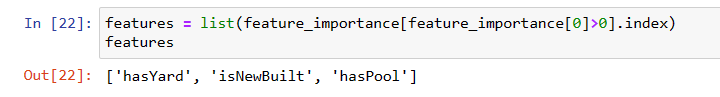 In [22]: features = list(feature_importance[feature_importance[0]>0].index)
features
Out[22]: ['hasYard', 'isNewBuilt', 'hasPool']